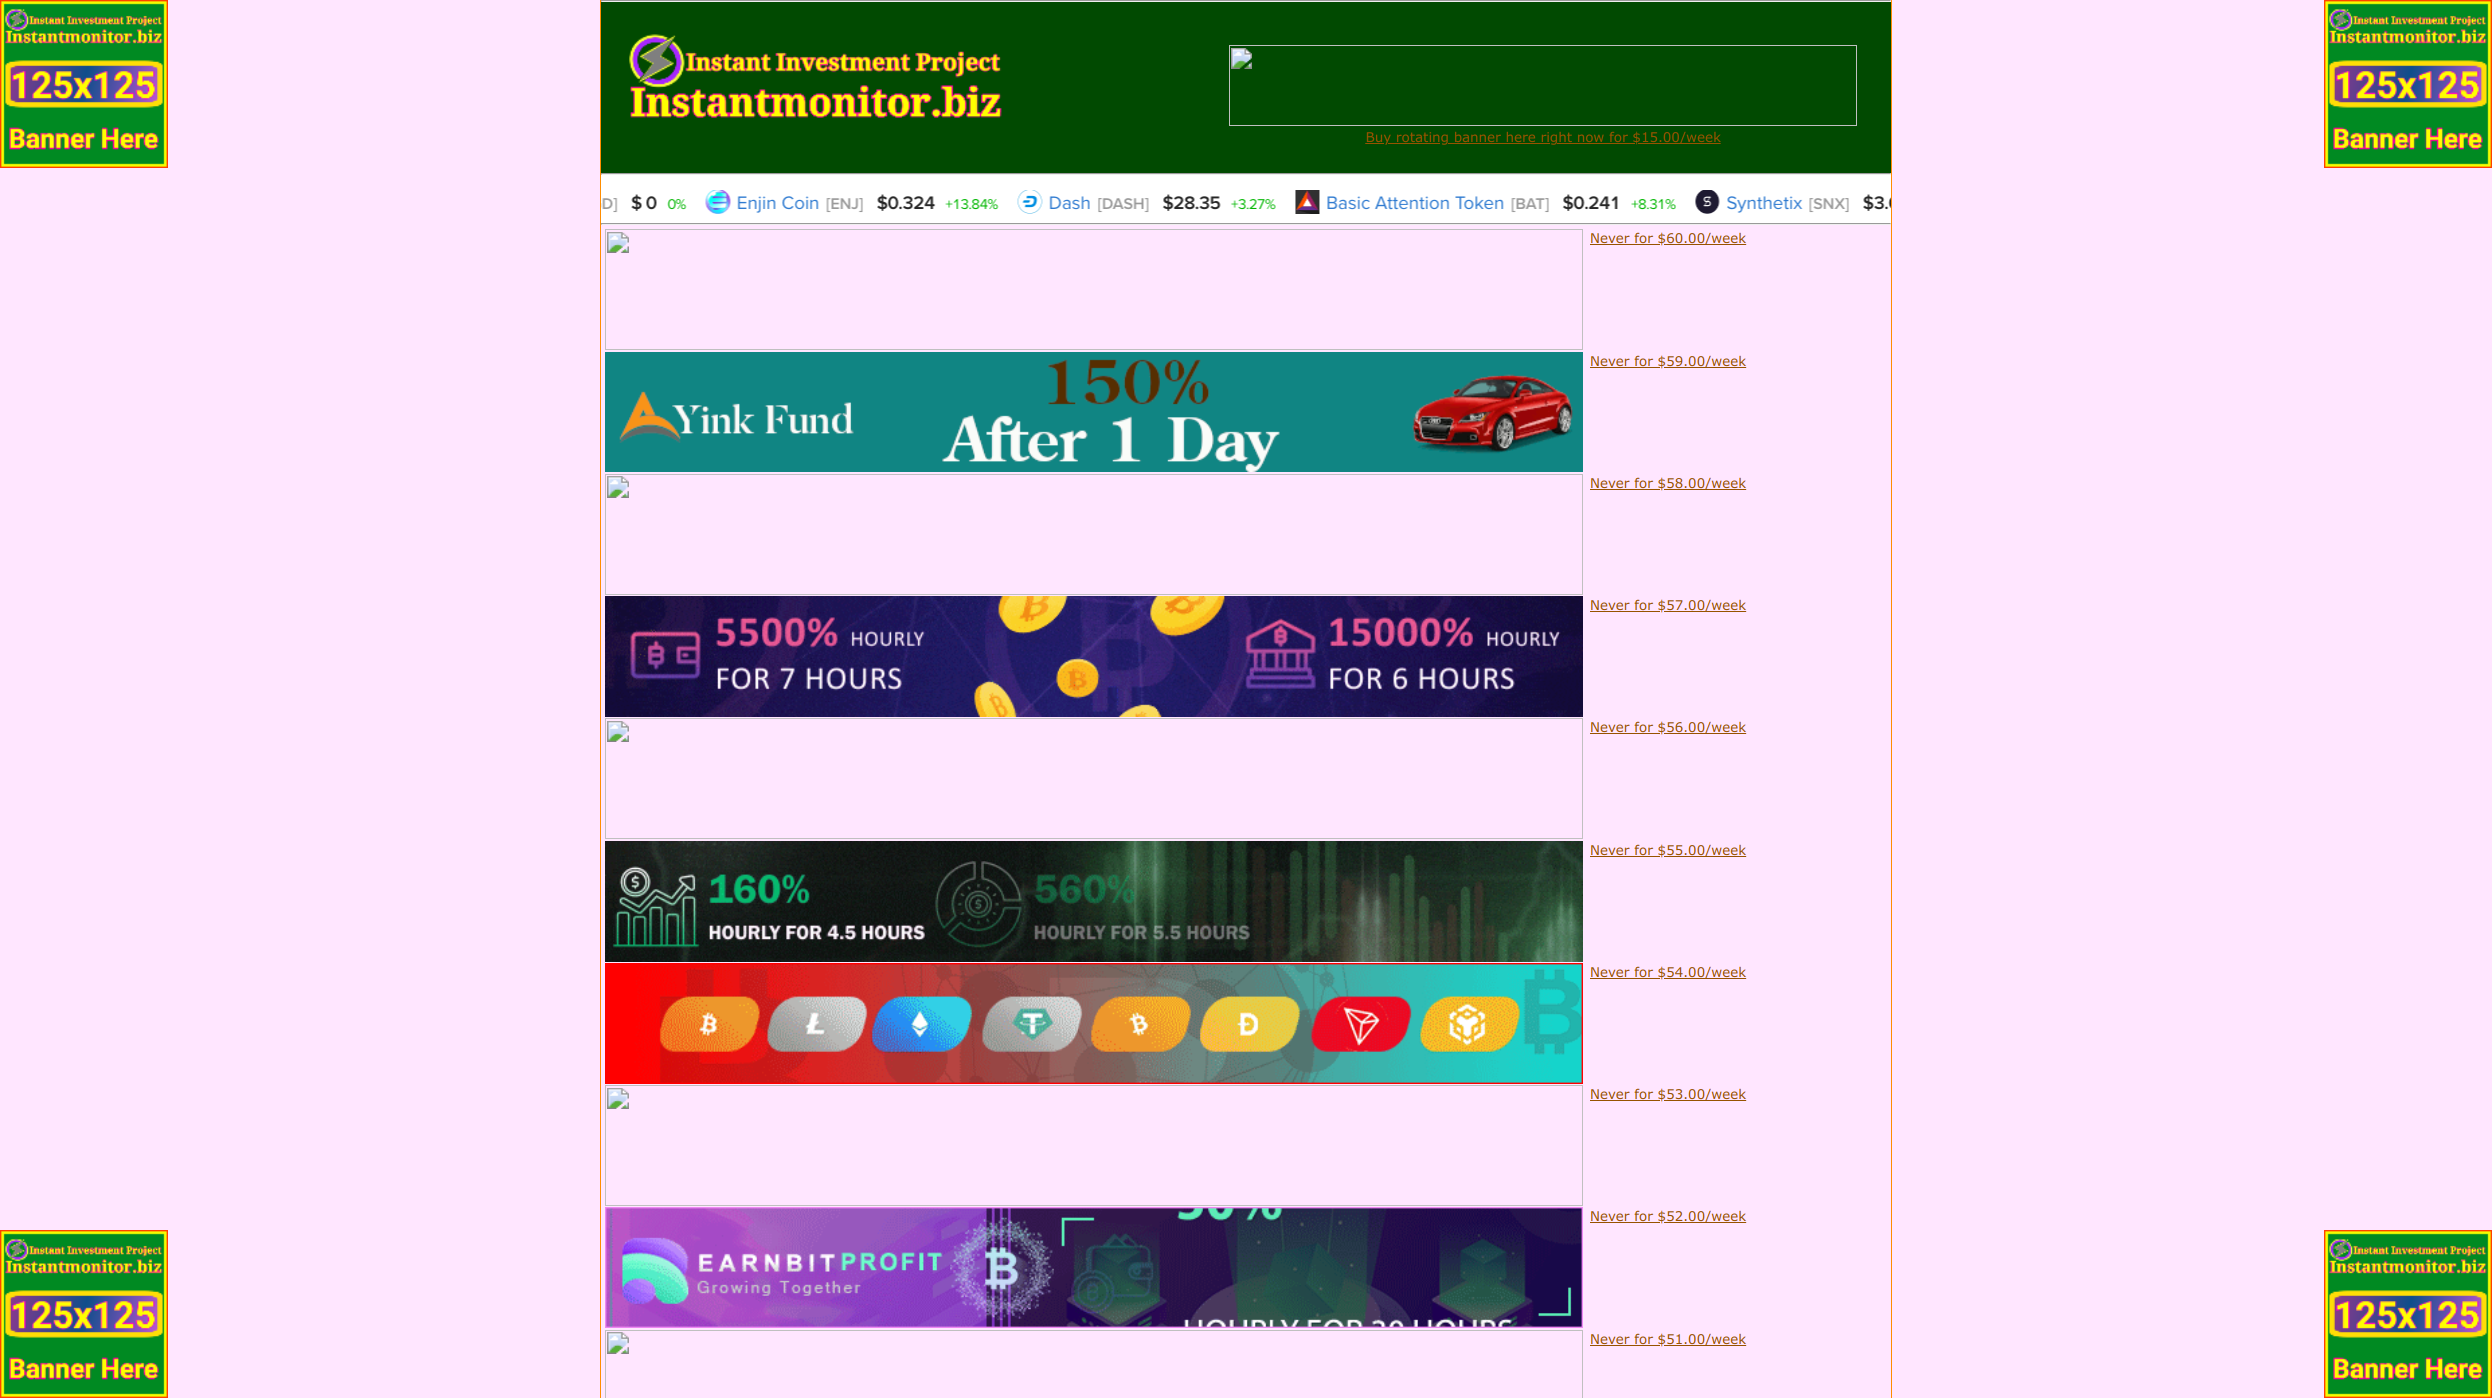 Instant Investment Project
Instantmonitor.biz
125x125
Banner Here
Instant Investment Project
Instantmonitor.biz
Buy rotating banner here right now for $15.00/week
Instant Investment Project
Instantmonitor.biz
125x125
Banner Here
D] $ 0 0% Enjin Coin [ENJ] $0.324 +13.84% Dash [DASH] $28.35 +3.27% Basic Attention Token [BAT] $0.241 +8.31% Synthetix [SNX]
Never for $60.00/week
Yink Fund
150%
After 1 Day
Never for $59.00/week
Never for $58.00/week
5500% HOURLY
FOR 7 HOURS
15000% HOURLY
FOR 6 HOURS
Never for $57.00/week
Never for $56.00/week
160%
HOURLY FOR 4.5 HOURS
560%
HOURLY FOR 5.5 HOURS
Never for $55.00/week
Never for $54.00/week
Never for $53.00/week
EARNBIT PROFIT
Growing Together
Never for $52.00/week
Never for $51.00/week
Instant Investment Project
Instantmonitor.biz
125x125
Banner Here
Instant Investment Project
Instantmonitor.biz
125x125
Banner Here